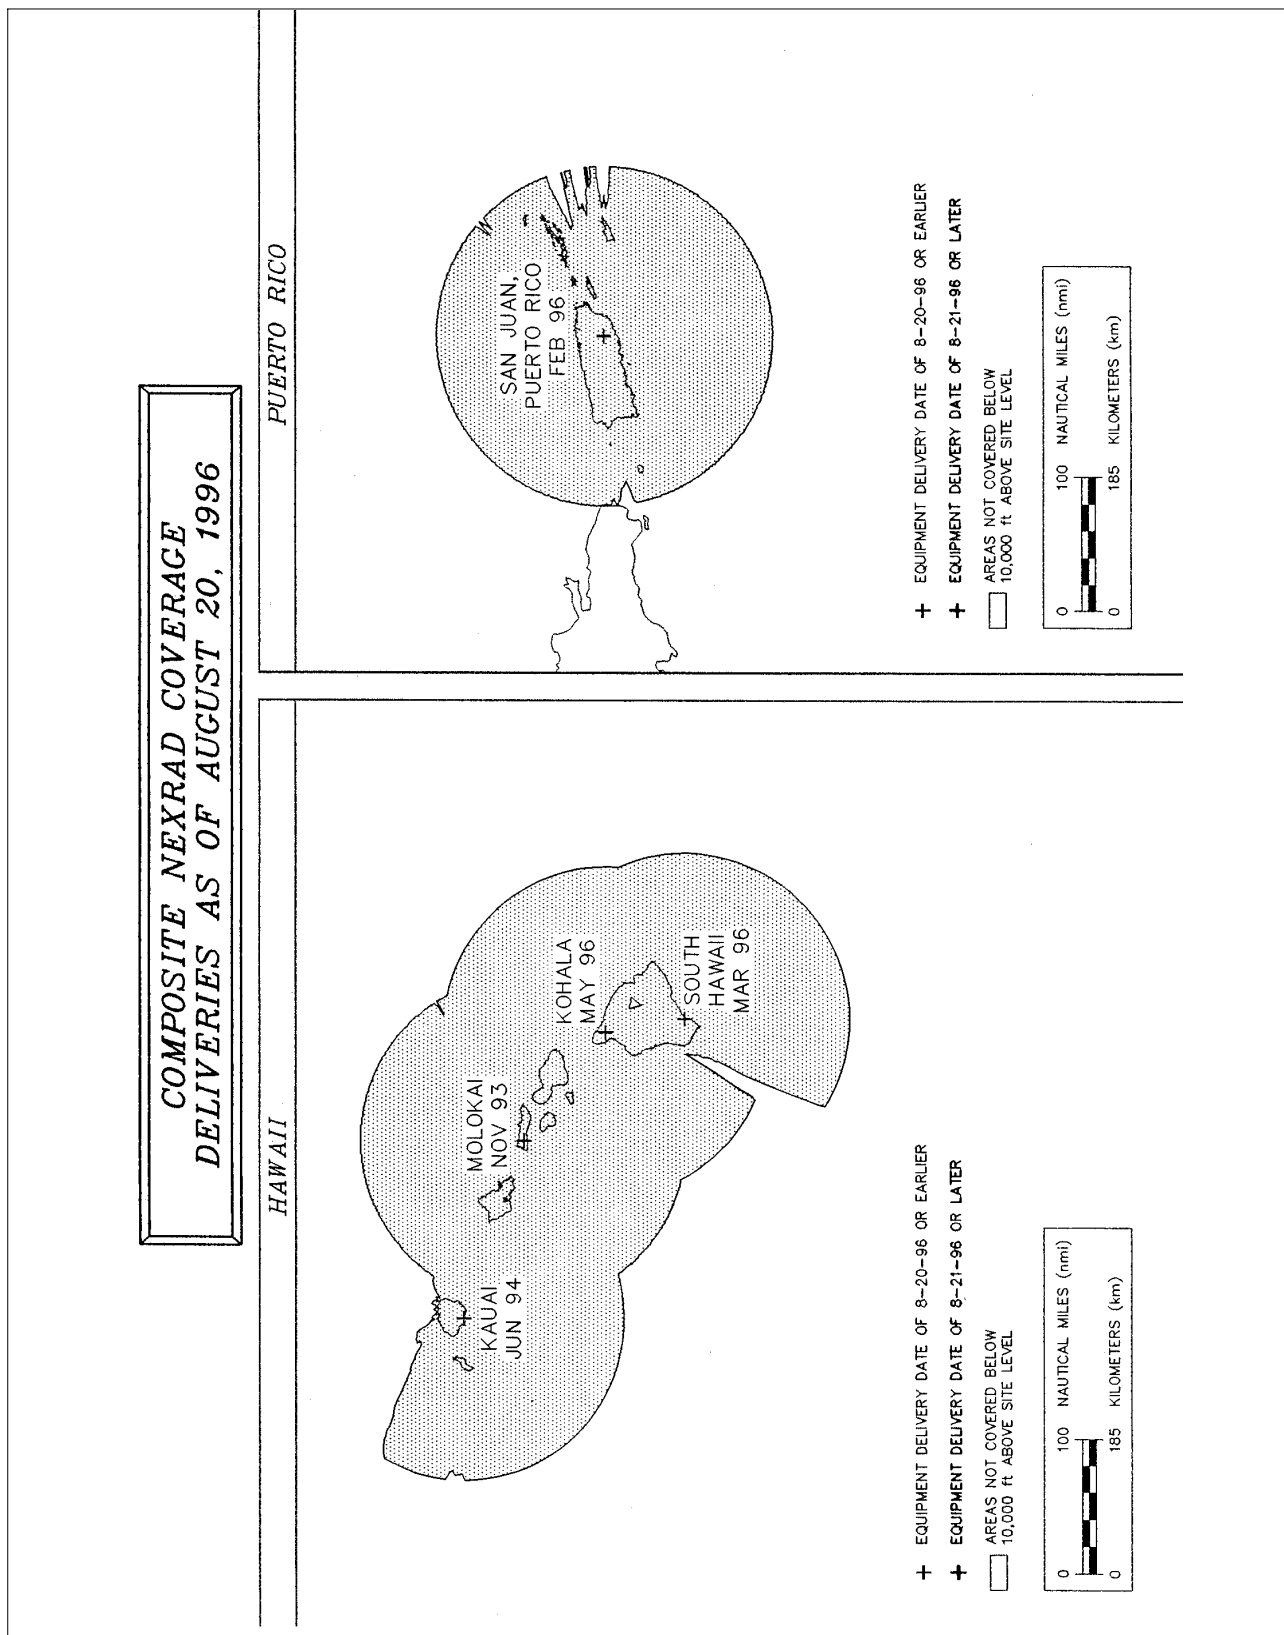 COMPOSITE NEXRAD COVERAGE
DELIVERIES AS OF AUGUST 20, 1996
HAWAII
KAUAI
JUN 94
MOLOKAI
NOV 93
KOHALA
MAY 96
SOUTH
HAWAII
MAR 96
EQUIPMENT DELIVERY DATE OF 8-20-96 OR EARLIER
EQUIPMENT DELIVERY DATE OF 8-21-96 OR LATER
AREAS NOT COVERED BELOW
10,000 ft ABOVE SITE LEVEL
0 100 NAUTICAL MILES (nmi)
0 185 KILOMETERS (km)
PUERTO RICO
SAN JUAN,
PUERTO RICO
FEB 96
EQUIPMENT DELIVERY DATE OF 8-20-96 OR EARLIER
EQUIPMENT DELIVERY DATE OF 8-21-96 OR LATER
AREAS NOT COVERED BELOW
10,000 ft ABOVE SITE LEVEL
0 100 NAUTICAL MILES (nmi)
0 185 KILOMETERS (km)